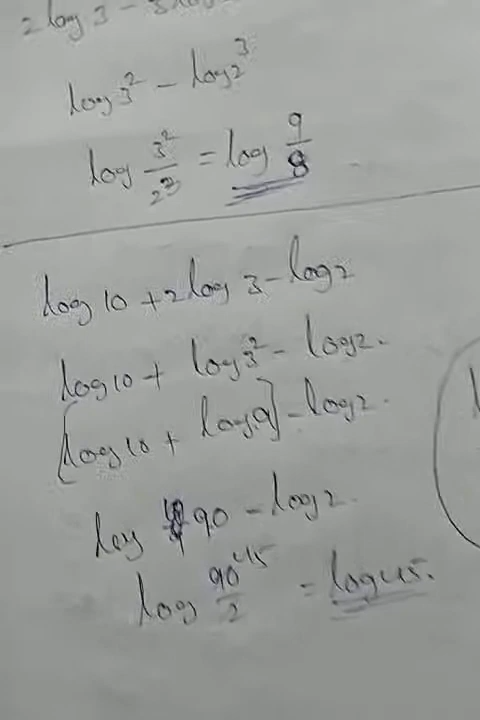 2 log 3 - 3 log
log 3² - log 2³
log 3²/2³ = log 9/8
log 10 + 2 log 3 - log 2
log 10 + log 3² - log 2.
[log 10 + log 9] - log 2.
log 90 - log 2.
log 90/2 45 = log 45.